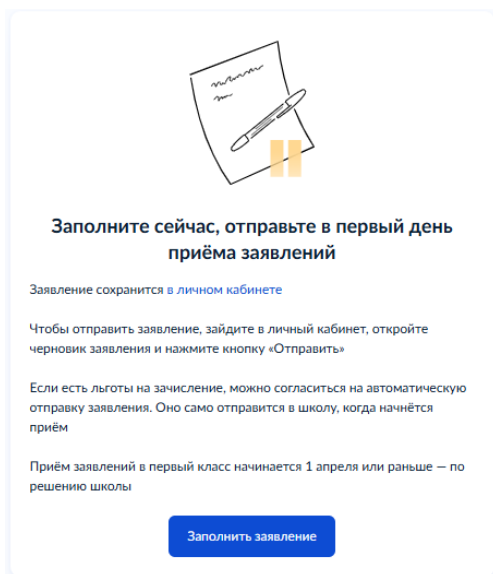 Заполните сейчас, отправьте в первый день
приёма заявлений
Заявление сохранится в личном кабинете
Чтобы отправить заявление, зайдите в личный кабинет, откройте
черновик заявления и нажмите кнопку «Отправить»
Если есть льготы на зачисление, можно согласиться на автоматическую
отправку заявления. Оно само отправится в школу, когда начнётся
приём
Приём заявлений в первый класс начинается 1 апреля или раньше — по
решению школы
Заполнить заявление